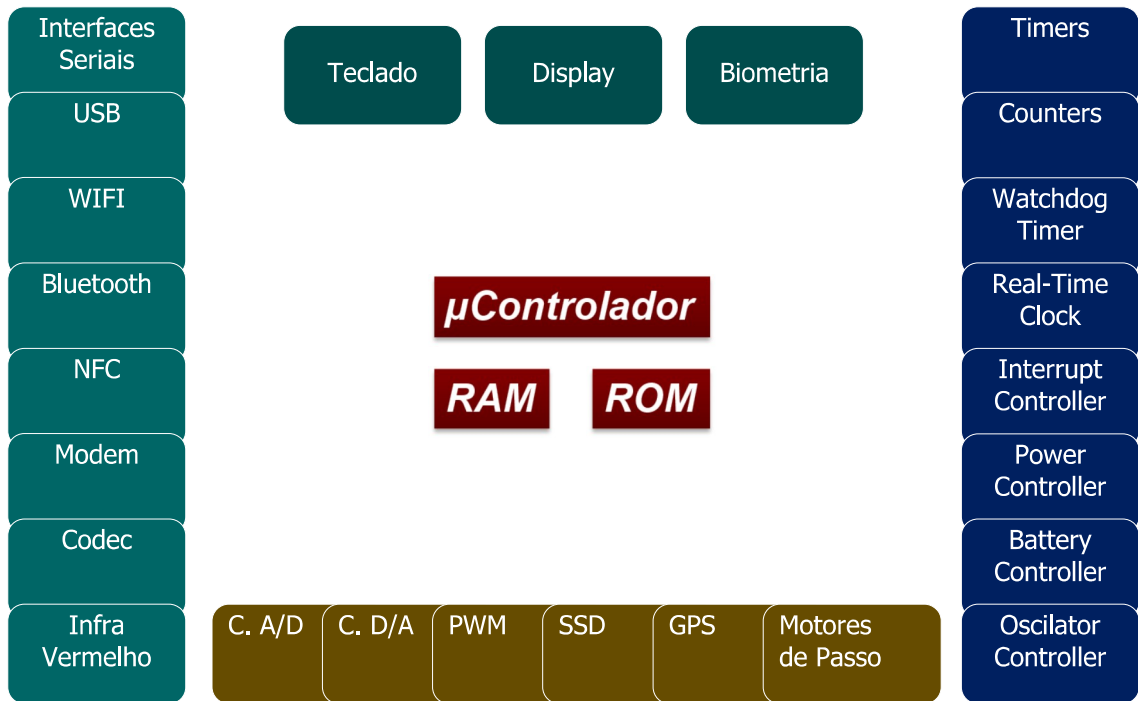 Interfaces
Seriais
USB
WIFI
Bluetooth
NFC
Modem
Codec
Infra
Vermelho
Teclado
Display
Biometria
µControlador
RAM
ROM
C. A/D
C. D/A
PWM
SSD
GPS
Motores
de Passo
Timers
Counters
Watchdog
Timer
Real-Time
Clock
Interrupt
Controller
Power
Controller
Battery
Controller
Oscilator
Controller